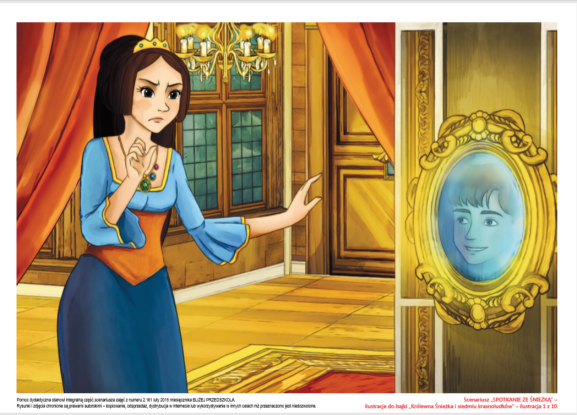 Pomoc dydaktyczna stanowi integralną część scenariusza zajęć z numeru 2.161 luty 2015 miesięcznika BLIŻEJ PRZEDSZKOLA.
Rysunki i zdjęcia chronione są prawami autorskimi – kopiowanie, odsprzedaż, dystrybucja w internecie lub wykorzystywanie w innych celach niż przeznaczono jest niedozwolone.
Scenariusz „SPOTKANIE ZE ŚNIEŻKĄ” –
ilustracje do bajki „Królewna Śnieżka i siedmiu krasnoludków” – ilustracja 1 z 10